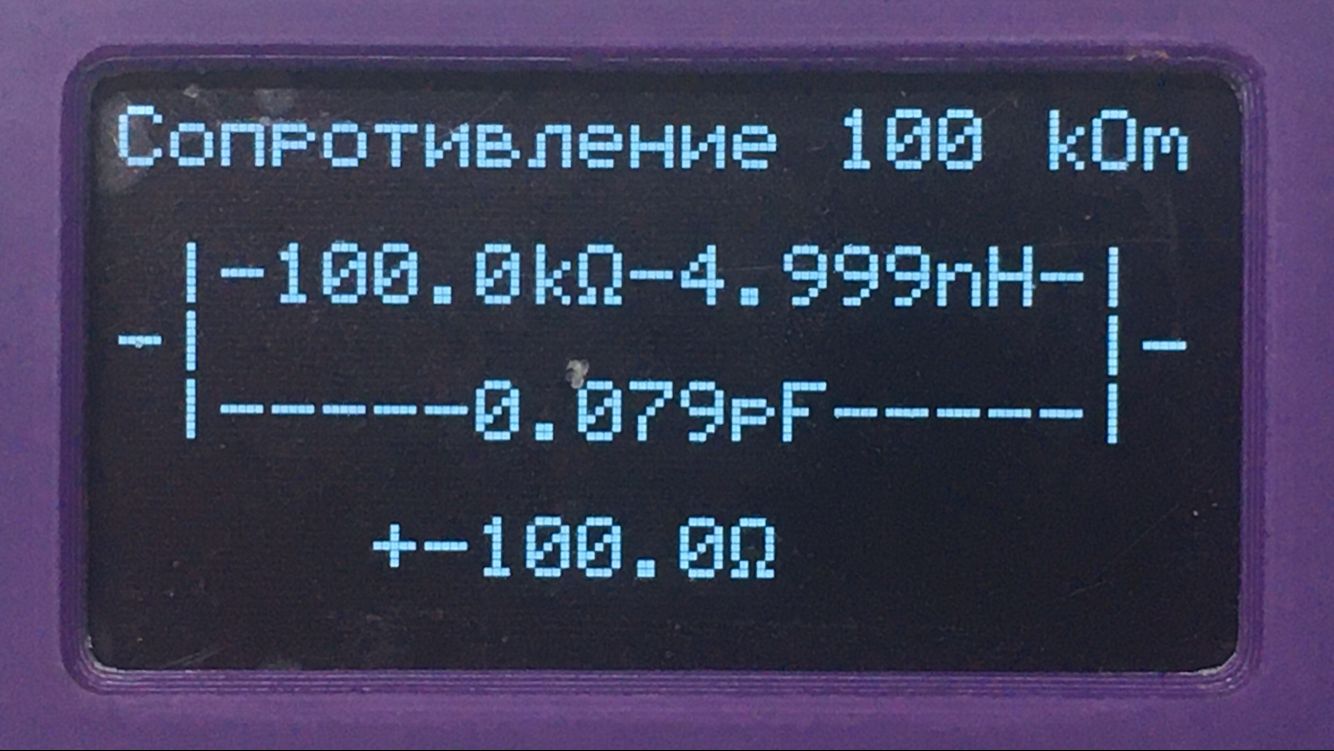 Сопротивление 100 kOm
|-100.0kΩ-4.999nH-|
-| |-
|-----0.079pF-----|
+-100.0Ω